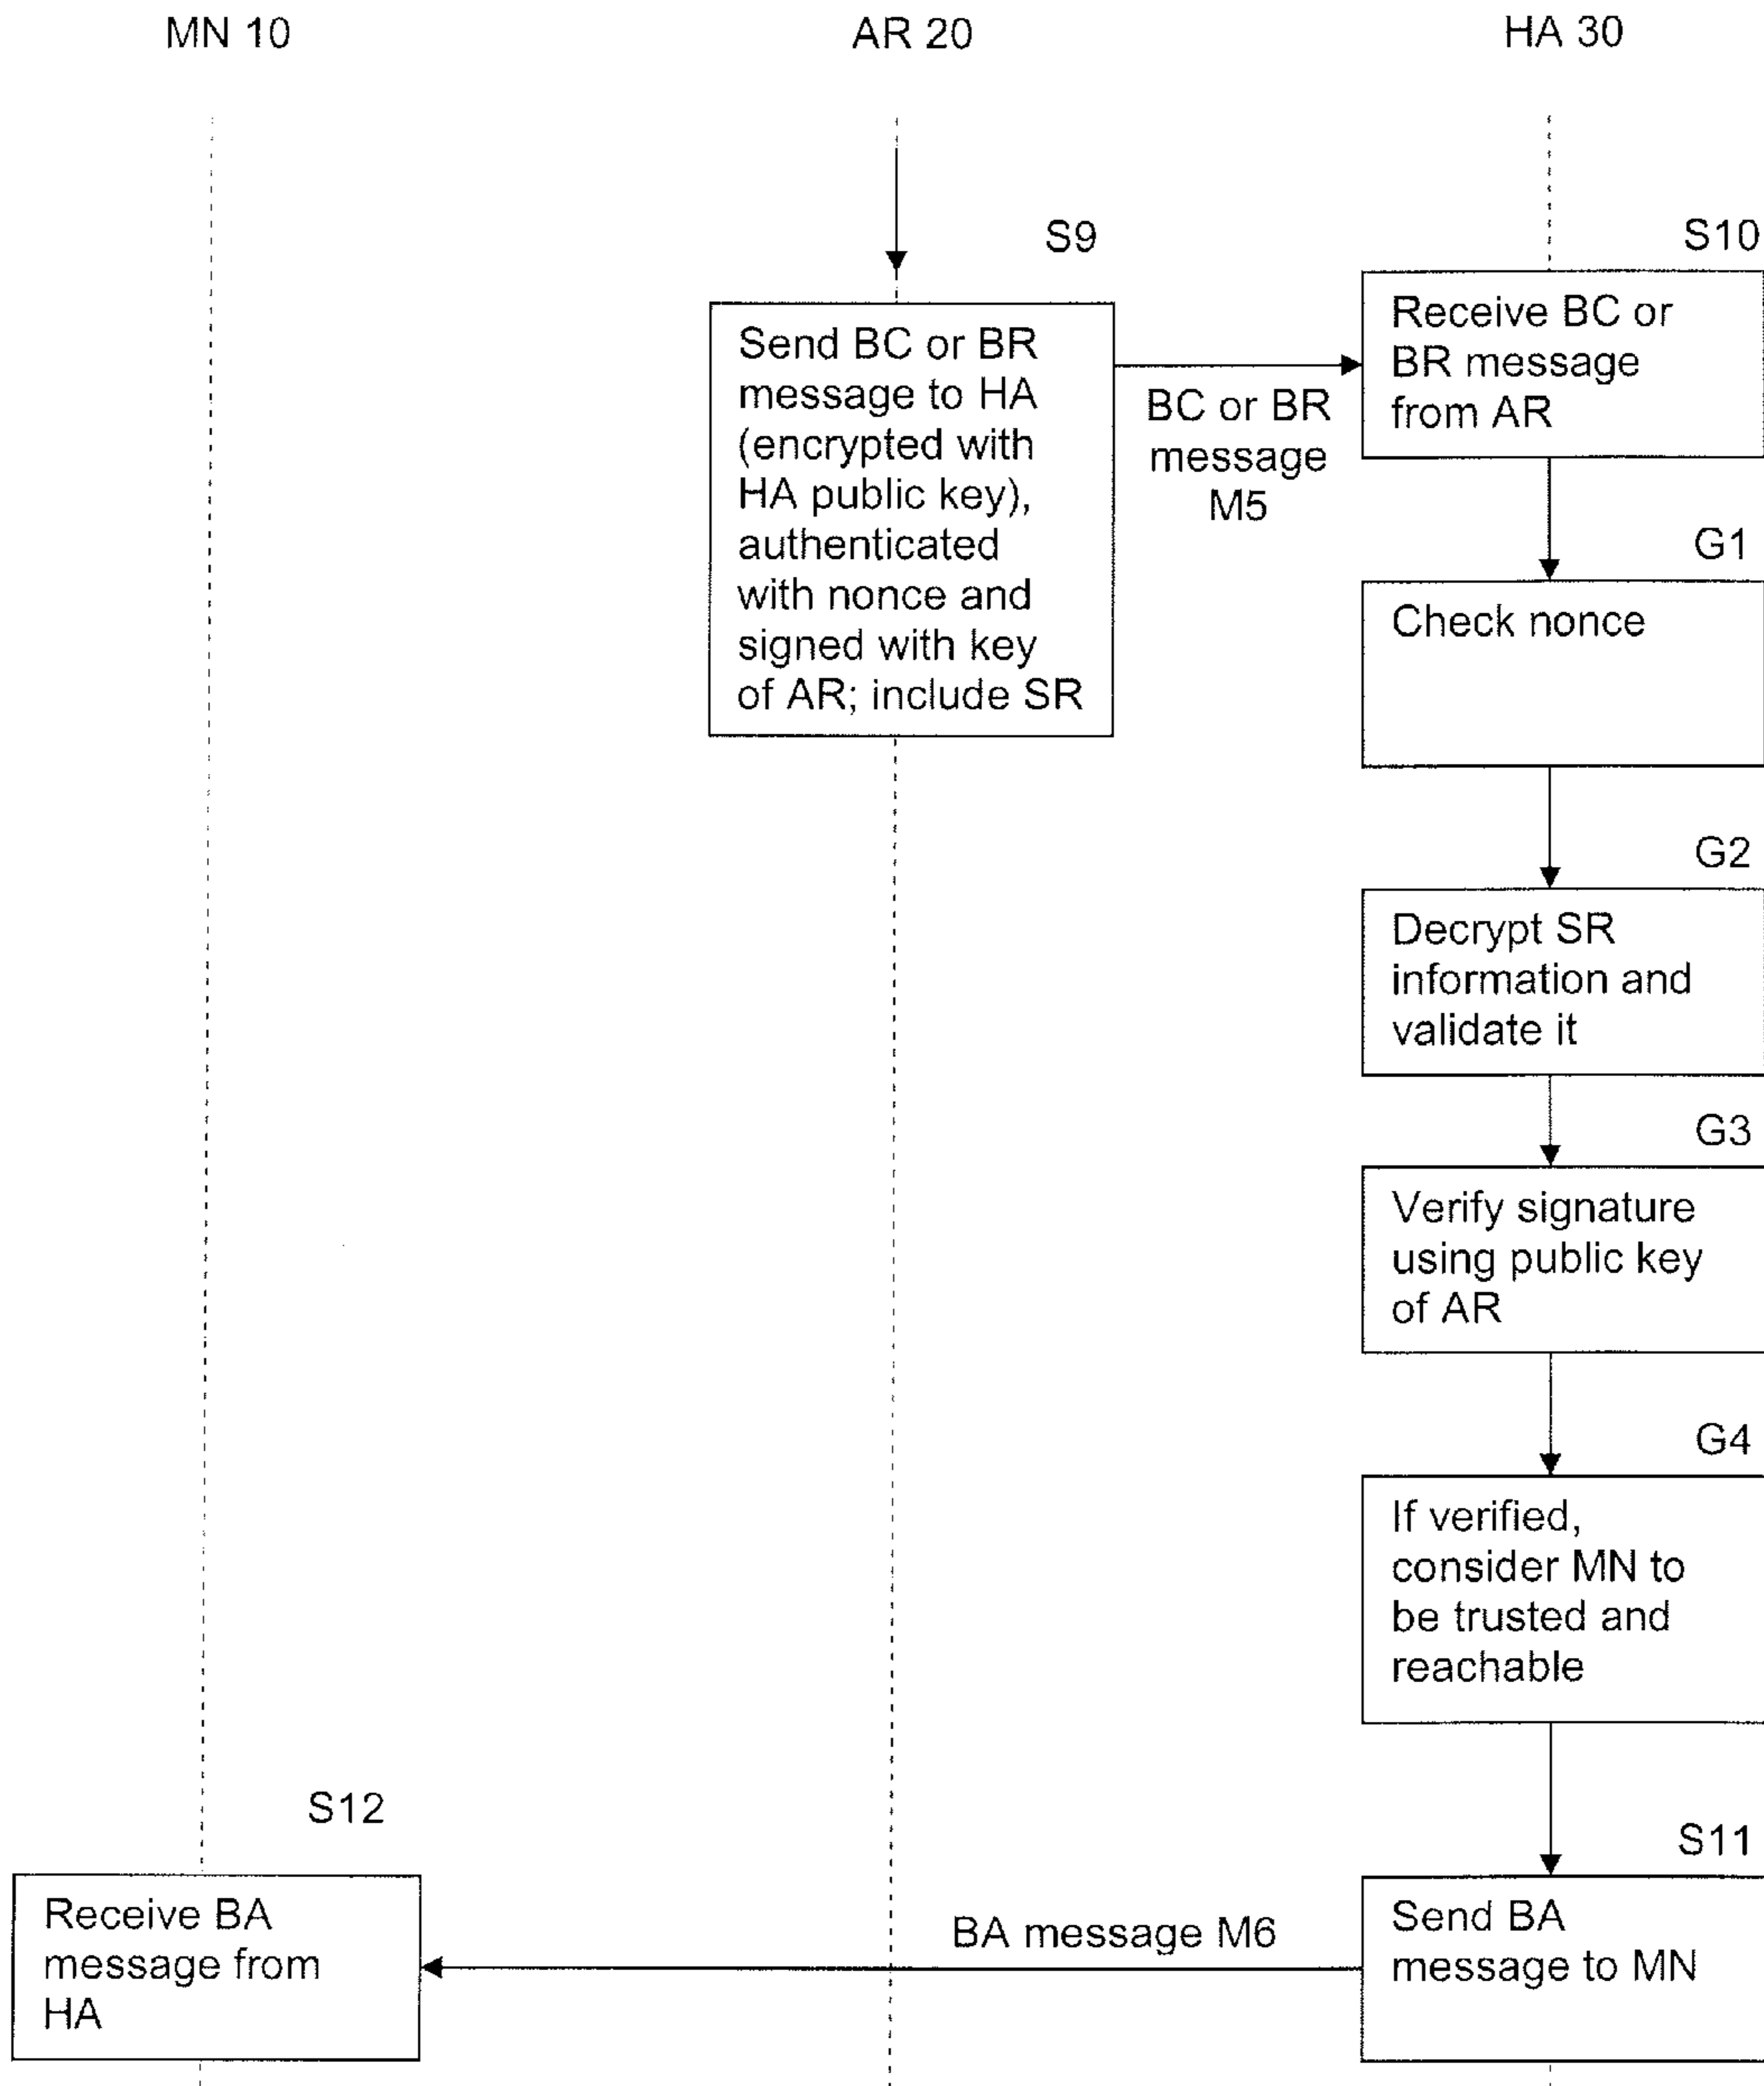 MN 10
AR 20
HA 30
S9
S10
Send BC or BR
message to HA
(encrypted with
HA public key),
authenticated
with nonce and
signed with key
of AR; include SR
BC or BR
message
M5
Receive BC or
BR message
from AR
G1
Check nonce
G2
Decrypt SR
information and
validate it
G3
Verify signature
using public key
of AR
G4
If verified,
consider MN to
be trusted and
reachable
S12
S11
Receive BA
message from
HA
BA message M6
Send BA
message to MN